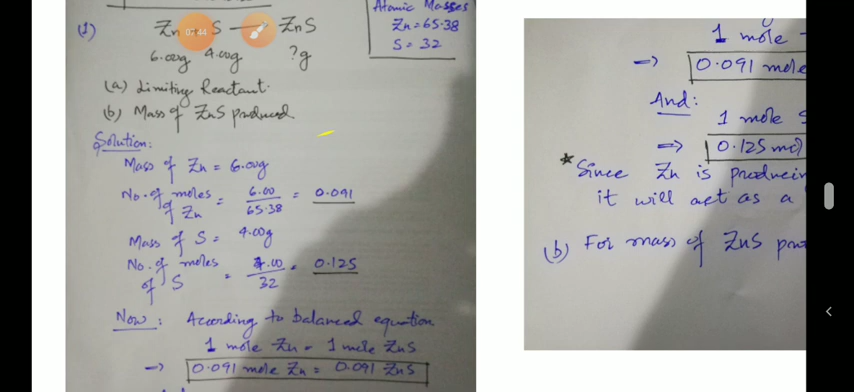 Atomic Masses
Zn = 65.38
S = 32
(1) Zn S → ZnS
07:44
6.00g 4.00g ?g
(a) Limiting Reactant.
(b) Mass of ZnS produced
Solution:
Mass of Zn = 6.00g
No. of moles of Zn = 6.00 / 65.38 = 0.091
Mass of S = 4.00g
No. of moles of S = 4.00 / 32 = 0.125
Now: According to balanced equation
1 mole Zn = 1 mole ZnS
⇒ 0.091 mole Zn = 0.091 ZnS
1 mole
⇒ 0.091 mole
And:
1 mole S
⇒ 0.125 mol
*Since Zn is producin
it will act as a
(b) For mass of ZnS